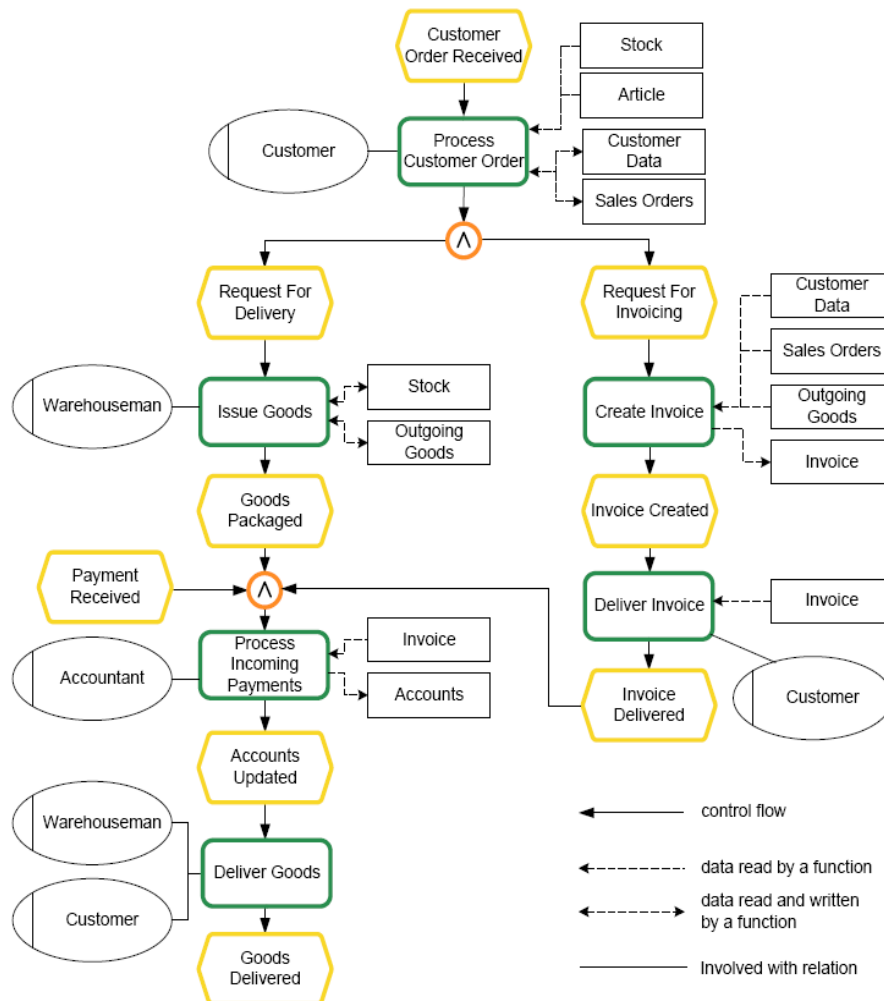 Customer
Order Received
Stock
Article
Customer
Process
Customer Order
Customer
Data
Sales Orders
∧
Request For
Delivery
Request For
Invoicing
Customer
Data
Sales Orders
Outgoing
Goods
Invoice
Warehouseman
Issue Goods
Stock
Outgoing
Goods
Create Invoice
Goods
Packaged
Invoice Created
Payment
Received
∧
Deliver Invoice
Invoice
Accountant
Process
Incoming
Payments
Invoice
Accounts
Invoice
Delivered
Customer
Accounts
Updated
Warehouseman
Customer
Deliver Goods
Goods
Delivered
control flow
data read by a function
data read and written
by a function
Involved with relation